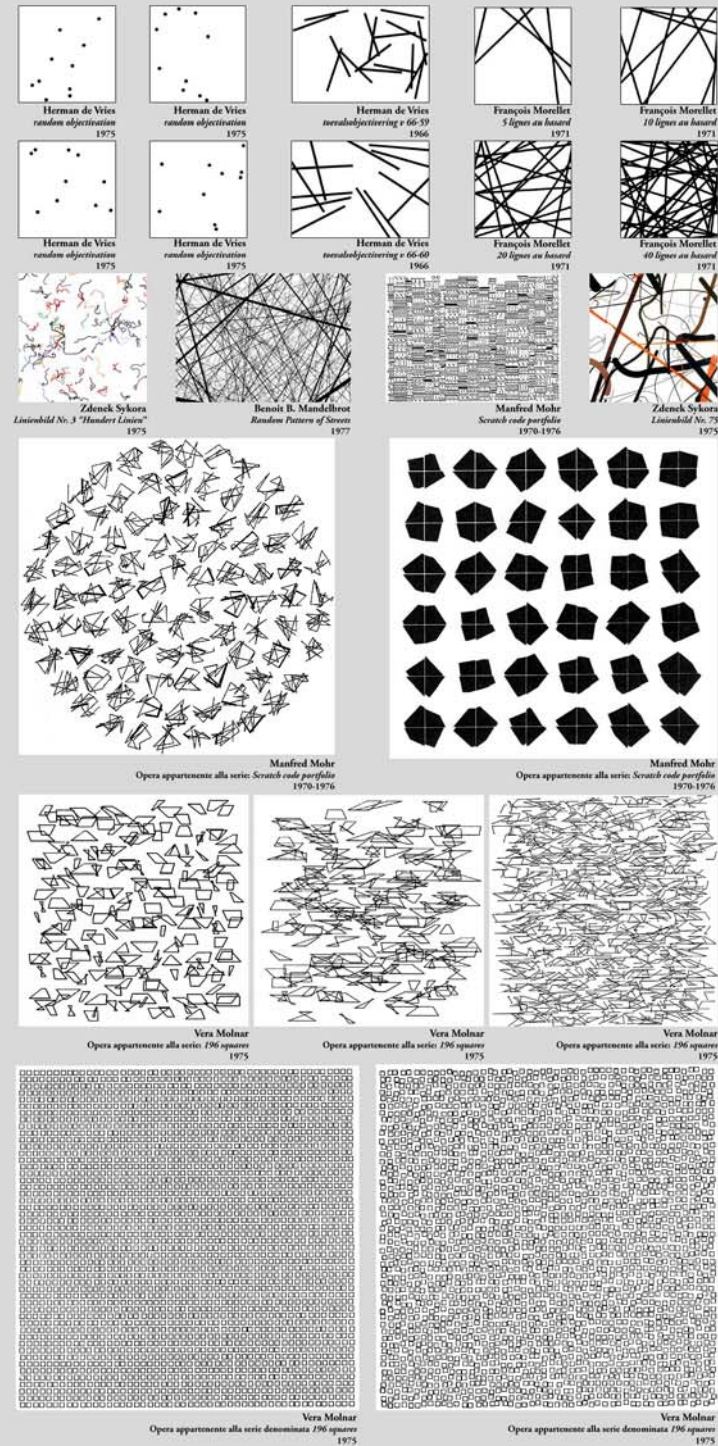 Herman de Vries
random objectivation
1975
Herman de Vries
random objectivation
1975
Herman de Vries
toevalsobjectivering v 66-59
1966
François Morellet
5 lignes au hasard
1971
François Morellet
10 lignes au hasard
1971
Herman de Vries
random objectivation
1975
Herman de Vries
random objectivation
1975
Herman de Vries
toevalsobjectivering v 66-60
1966
François Morellet
20 lignes au hasard
1971
François Morellet
40 lignes au hasard
1971
Zdenek Sykora
Linienbild Nr. 3 "Hundert Linien"
1975
Benoit B. Mandelbrot
Random Pattern of Streets
1977
Manfred Mohr
Scratch code portfolio
1970-1976
Zdenek Sykora
Linienbild Nr. 75
1975
Manfred Mohr
Opera appartenente alla serie: Scratch code portfolio
1970-1976
Manfred Mohr
Opera appartenente alla serie: Scratch code portfolio
1970-1976
Vera Molnar
Opera appartenente alla serie: 196 squares
1975
Vera Molnar
Opera appartenente alla serie: 196 squares
1975
Vera Molnar
Opera appartenente alla serie: 196 squares
1975
Vera Molnar
Opera appartenente alla serie denominata 196 squares
1975
Vera Molnar
Opera appartenente alla serie denominata 196 squares
1975